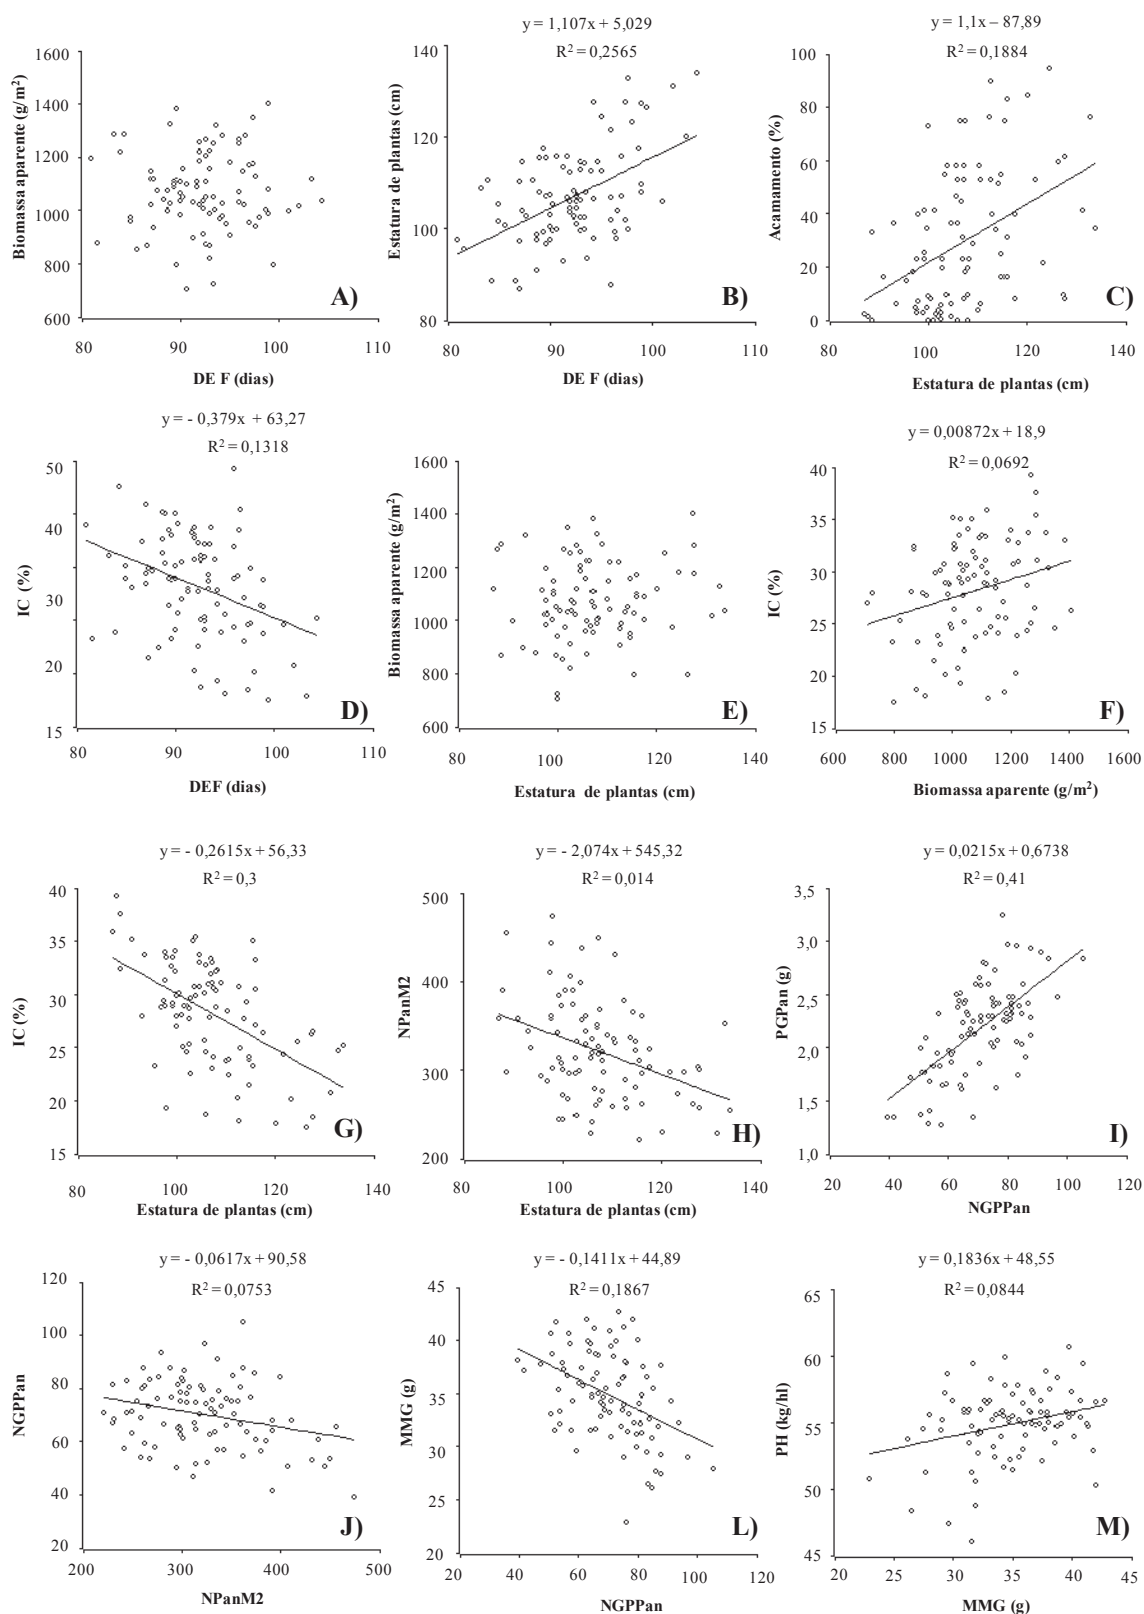 1600
1400
1200
1000
800
600
Biomassa aparente (g/m²)
80
90
100
110
DE F (dias)
A)
y = 1,107x + 5,029
R² = 0,2565
140
120
100
80
Estatura de plantas (cm)
80
90
100
110
DE F (dias)
B)
y = 1,1x – 87,89
R² = 0,1884
100
80
60
40
20
0
Acamamento (%)
80
100
120
140
Estatura de plantas (cm)
C)
y = - 0,379x + 63,27
R² = 0,1318
50
40
30
20
15
IC (%)
80
90
100
110
DEF (dias)
D)
1600
1400
1200
1000
800
600
Biomassa aparente (g/m²)
80
100
120
140
Estatura de plantas (cm)
E)
y = 0,00872x + 18,9
R² = 0,0692
40
35
30
25
20
15
IC (%)
600
800
1000
1200
1400
1600
Biomassa aparente (g/m²)
F)
y = - 0,2615x + 56,33
R² = 0,3
40
35
30
25
20
15
IC (%)
80
100
120
140
Estatura de plantas (cm)
G)
y = - 2,074x + 545,32
R² = 0,014
500
400
300
200
NPanM2
80
100
120
140
Estatura de plantas (cm)
H)
y = 0,0215x + 0,6738
R² = 0,41
3,5
3,0
2,5
2,0
1,5
1,0
PGPan (g)
20
40
60
80
100
120
NGPPan
I)
y = - 0,0617x + 90,58
R² = 0,0753
120
100
80
60
40
20
NGPPan
200
300
400
500
NPanM2
J)
y = - 0,1411x + 44,89
R² = 0,1867
45
40
35
30
25
20
MMG (g)
20
40
60
80
100
120
NGPPan
L)
y = 0,1836x + 48,55
R² = 0,0844
65
60
55
50
45
PH (kg/hl)
20
25
30
35
40
45
MMG (g)
M)